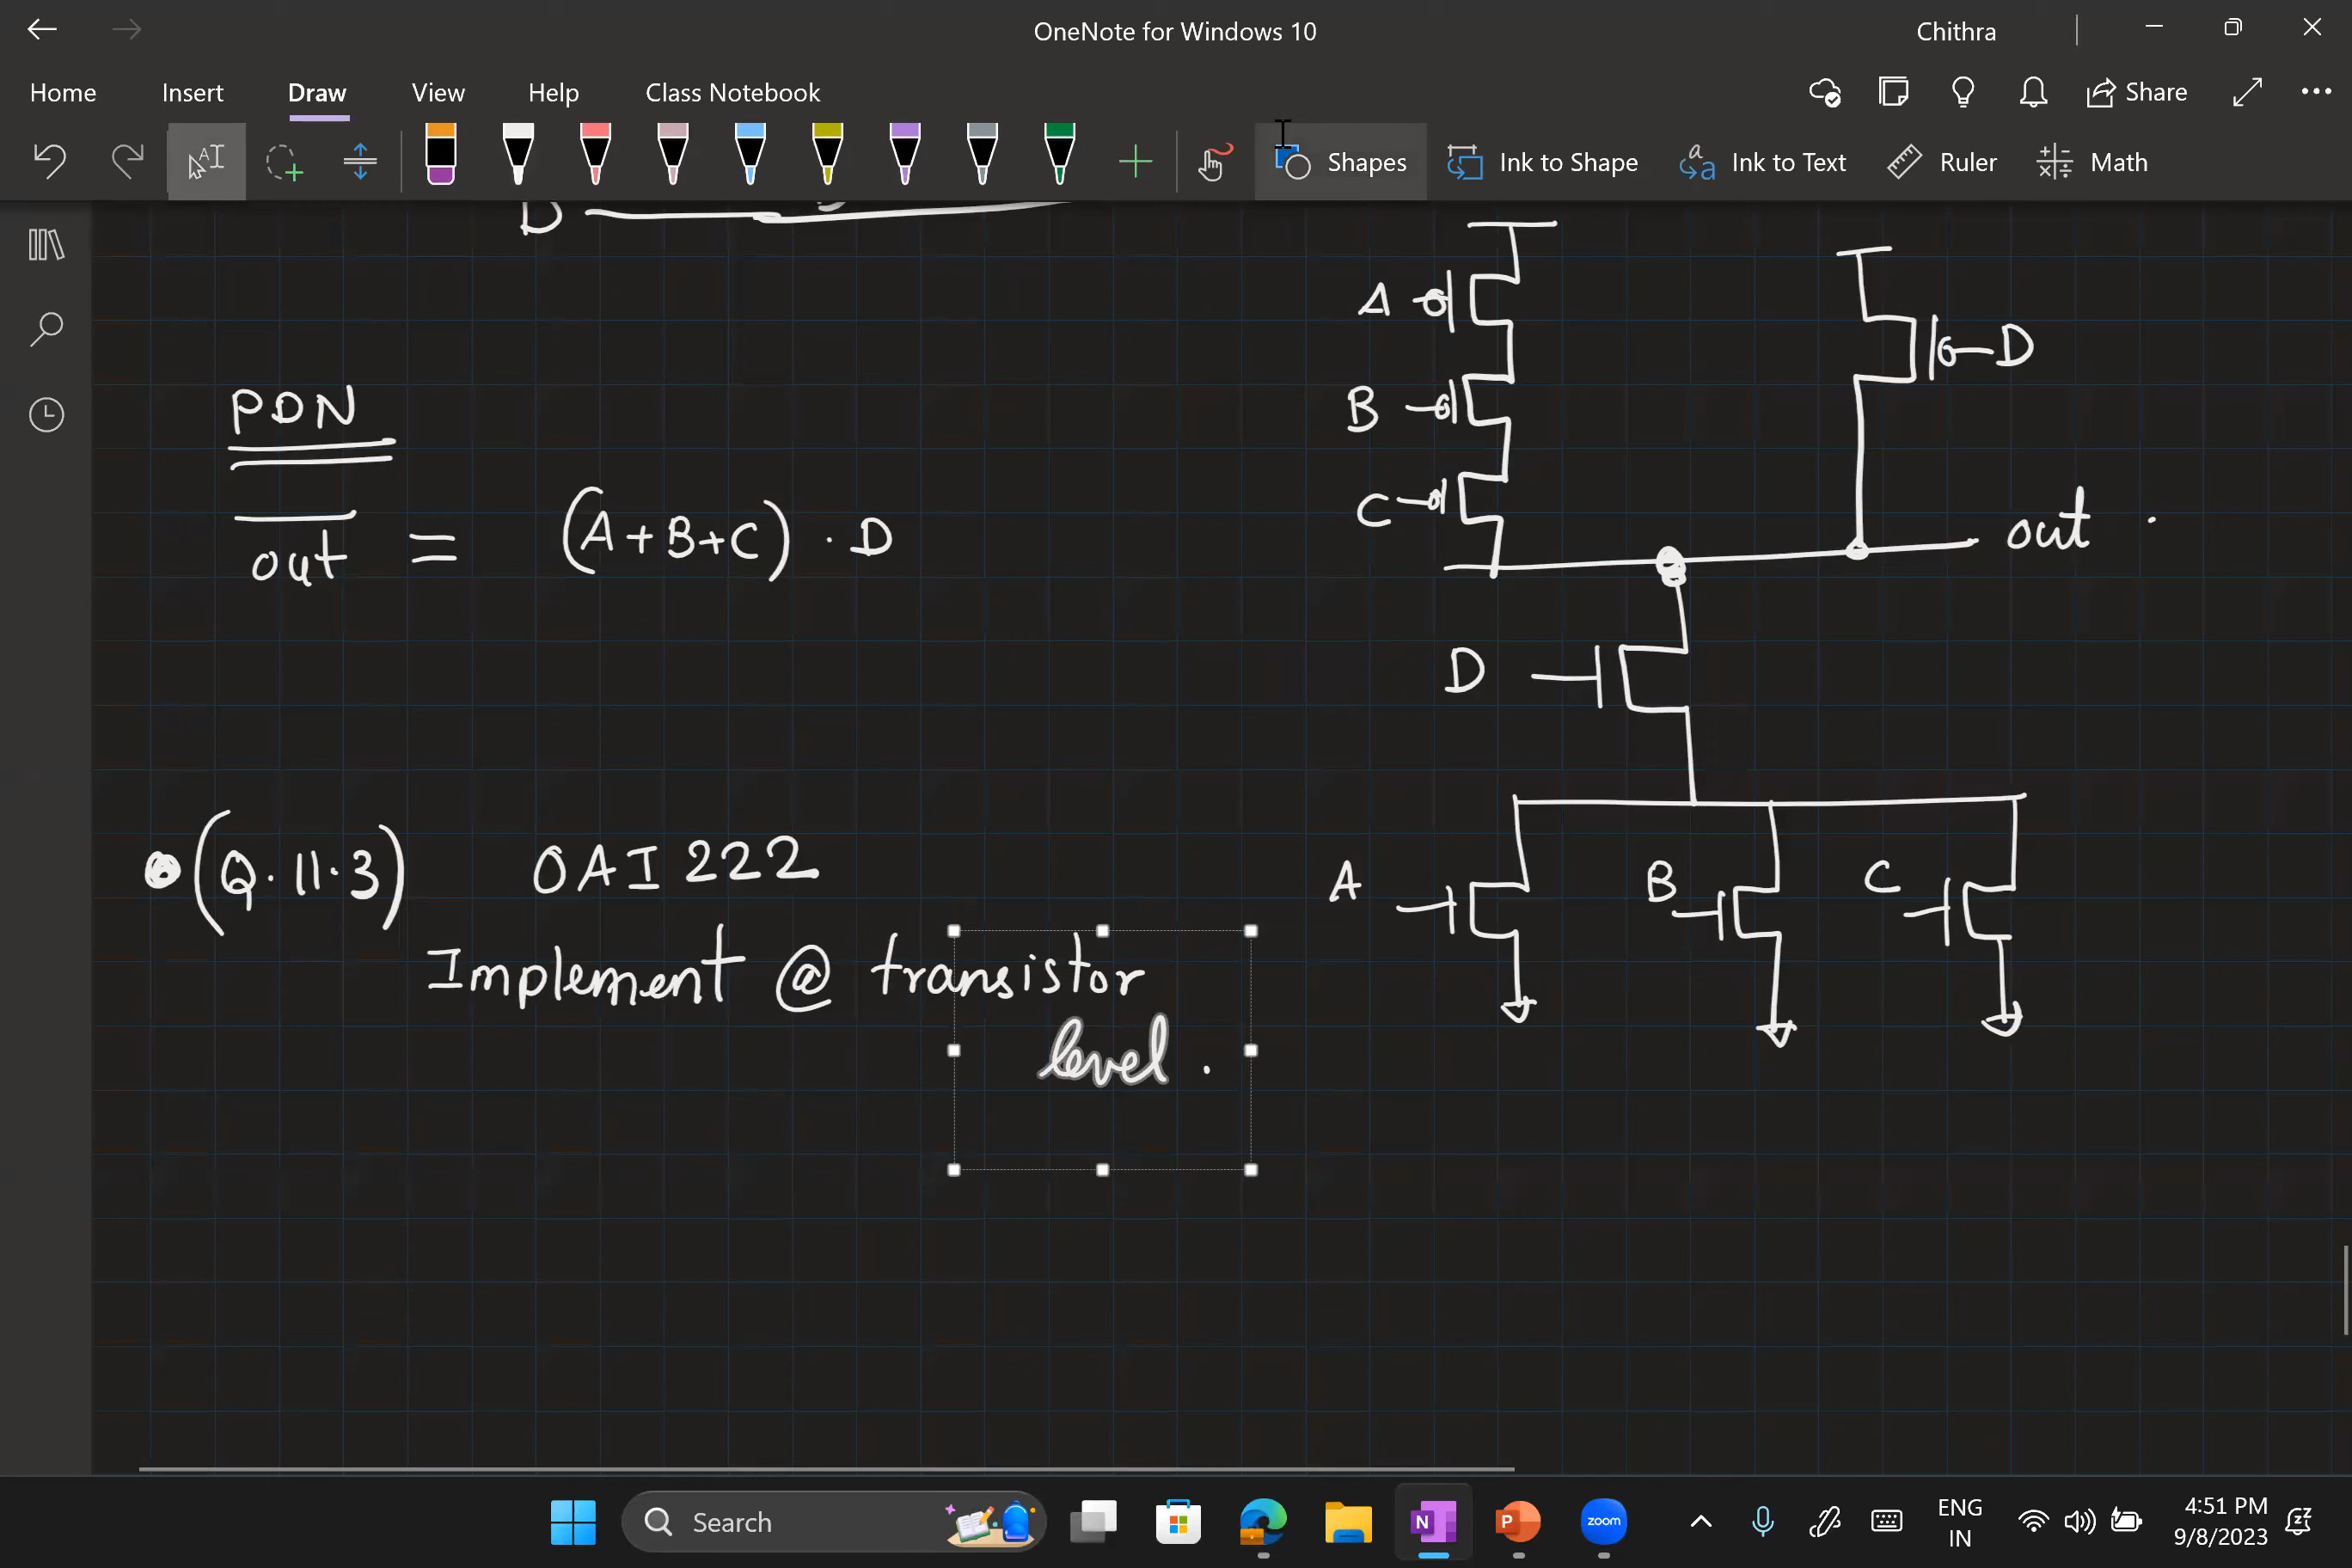 OneNote for Windows 10
Chithra
Home Insert Draw View Help Class Notebook
Share
Shapes Ink to Shape Ink to Text Ruler Math
D
A
D
B
PDN
C
out = (A+B+C) · D
out .
D
(Q.11.3) OAI 222
A B C
Implement @ transistor
level .
Search
ENG
IN
4:51 PM
9/8/2023
zoom